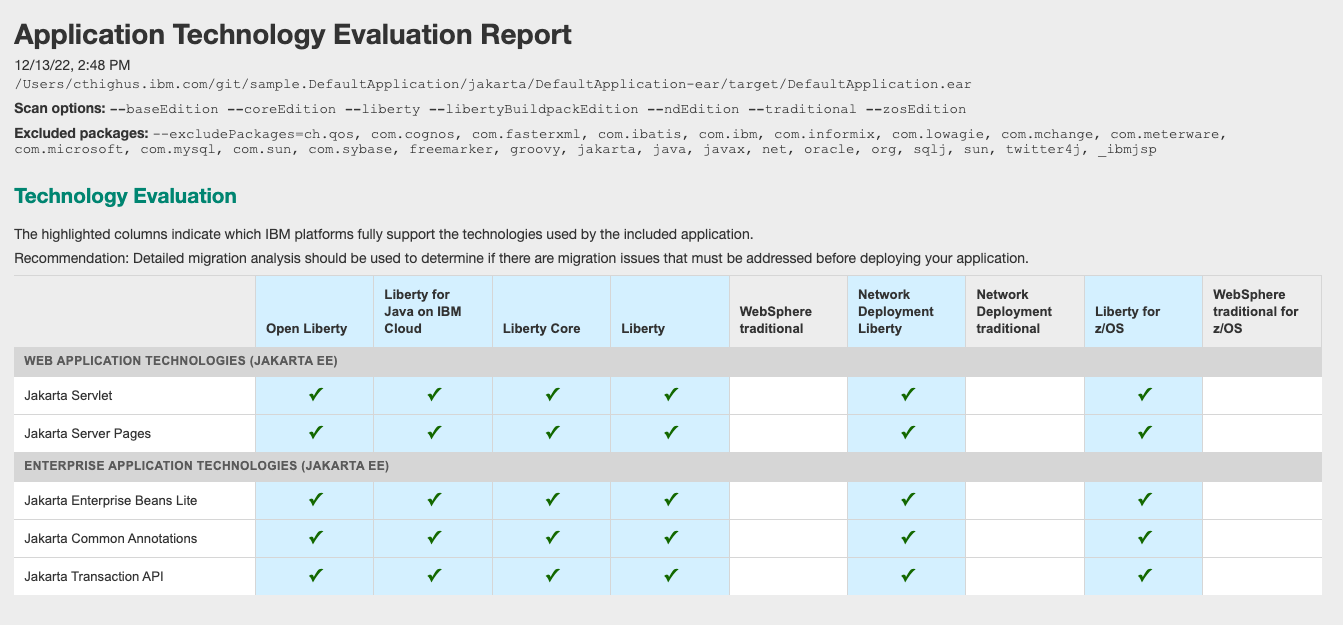 Application Technology Evaluation Report
12/13/22, 2:48 PM
/Users/cthighus.ibm.com/git/sample.DefaultApplication/jakarta/DefaultApplication-ear/target/DefaultApplication.ear
Scan options: --baseEdition --coreEdition --liberty --libertyBuildpackEdition --ndEdition --traditional --zosEdition
Excluded packages: --excludePackages=ch.qos, com.cognos, com.fasterxml, com.ibatis, com.ibm, com.informix, com.lowagie, com.mchange, com.meterware,
com.microsoft, com.mysql, com.sun, com.sybase, freemarker, groovy, jakarta, java, javax, net, oracle, org, sqlj, sun, twitter4j, _ibmjsp
Technology Evaluation
The highlighted columns indicate which IBM platforms fully support the technologies used by the included application.
Recommendation: Detailed migration analysis should be used to determine if there are migration issues that must be addressed before deploying your application.
Open Liberty
Liberty for
Java on IBM
Cloud
Liberty Core
Liberty
WebSphere
traditional
Network
Deployment
Liberty
Network
Deployment
traditional
Liberty for
z/OS
WebSphere
traditional for
z/OS
WEB APPLICATION TECHNOLOGIES (JAKARTA EE)
Jakarta Servlet ✓ ✓ ✓ ✓ ✓ ✓
Jakarta Server Pages ✓ ✓ ✓ ✓ ✓ ✓
ENTERPRISE APPLICATION TECHNOLOGIES (JAKARTA EE)
Jakarta Enterprise Beans Lite ✓ ✓ ✓ ✓ ✓ ✓
Jakarta Common Annotations ✓ ✓ ✓ ✓ ✓ ✓
Jakarta Transaction API ✓ ✓ ✓ ✓ ✓ ✓